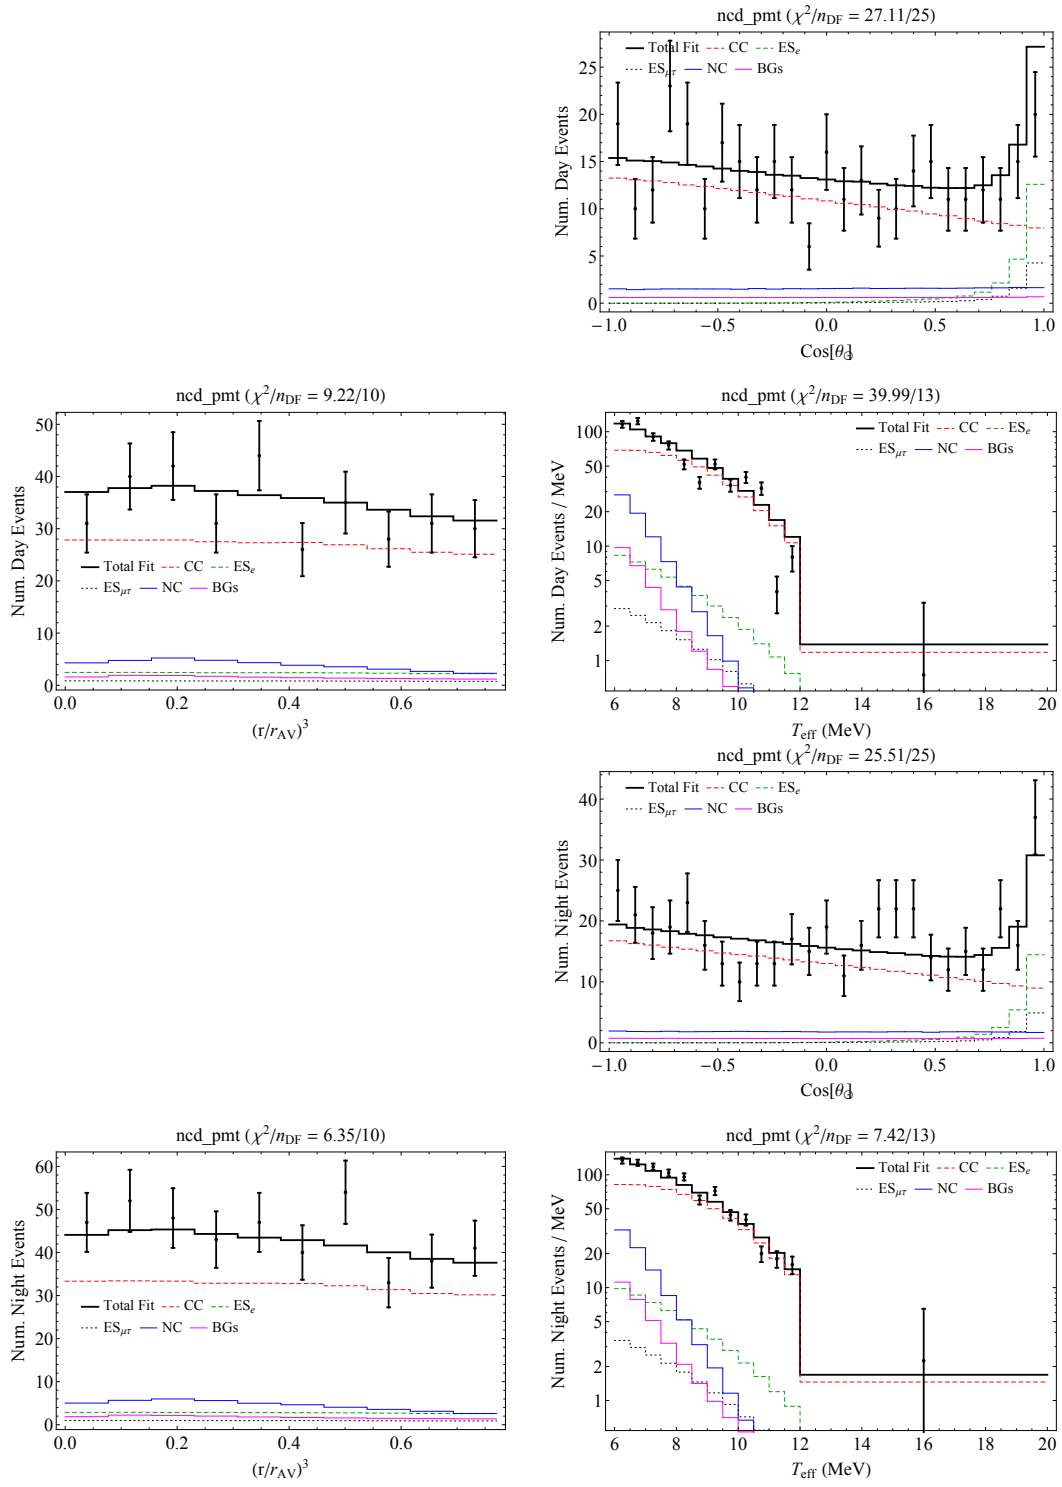 ncd_pmt (χ²/n_DF = 27.11/25)
Total Fit CC ES_e
ES_μτ NC BGs
Num. Day Events
25
20
15
10
5
0
−1.0 −0.5 0.0 0.5 1.0
Cos[θ_⊙]
ncd_pmt (χ²/n_DF = 9.22/10)
Num. Day Events
50
40
30
20
10
0
Total Fit CC ES_e
ES_μτ NC BGs
0.0 0.2 0.4 0.6
(r/r_AV)³
ncd_pmt (χ²/n_DF = 39.99/13)
Total Fit CC ES_e
ES_μτ NC BGs
Num. Day Events / MeV
100
50
20
10
5
2
1
6 8 10 12 14 16 18 20
T_eff (MeV)
ncd_pmt (χ²/n_DF = 25.51/25)
Total Fit CC ES_e
ES_μτ NC BGs
Num. Night Events
40
30
20
10
0
−1.0 −0.5 0.0 0.5 1.0
Cos[θ_⊙]
ncd_pmt (χ²/n_DF = 6.35/10)
Num. Night Events
60
50
40
30
20
10
0
Total Fit CC ES_e
ES_μτ NC BGs
0.0 0.2 0.4 0.6
(r/r_AV)³
ncd_pmt (χ²/n_DF = 7.42/13)
Total Fit CC ES_e
ES_μτ NC BGs
Num. Night Events / MeV
100
50
20
10
5
2
1
6 8 10 12 14 16 18 20
T_eff (MeV)